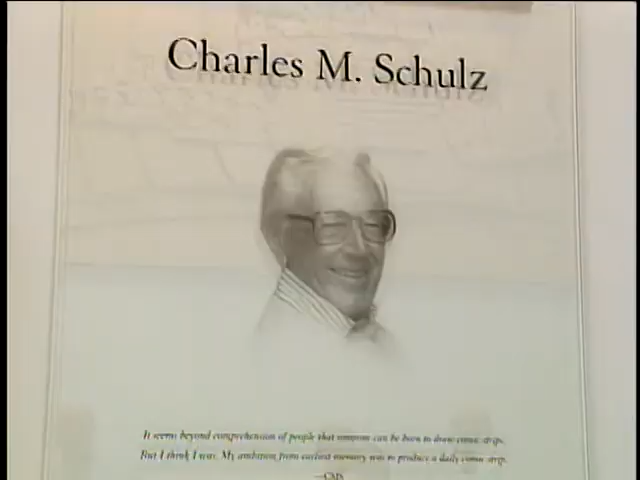 Charles M. Schulz
It seems beyond comprehension of people that someone can be born to draw comic strips.
But I think I was. My ambition from earliest memory was to produce a daily comic strip.
—CMS